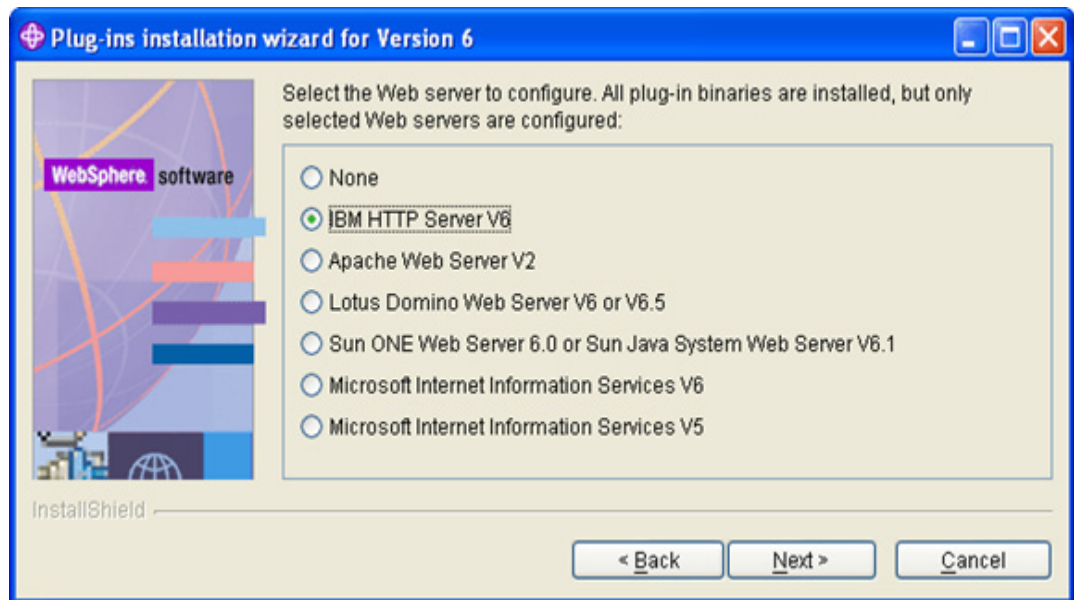 Plug-ins installation wizard for Version 6
Select the Web server to configure. All plug-in binaries are installed, but only
selected Web servers are configured:
WebSphere. software
None
IBM HTTP Server V6
Apache Web Server V2
Lotus Domino Web Server V6 or V6.5
Sun ONE Web Server 6.0 or Sun Java System Web Server V6.1
Microsoft Internet Information Services V6
Microsoft Internet Information Services V5
InstallShield
< Back
Next >
Cancel